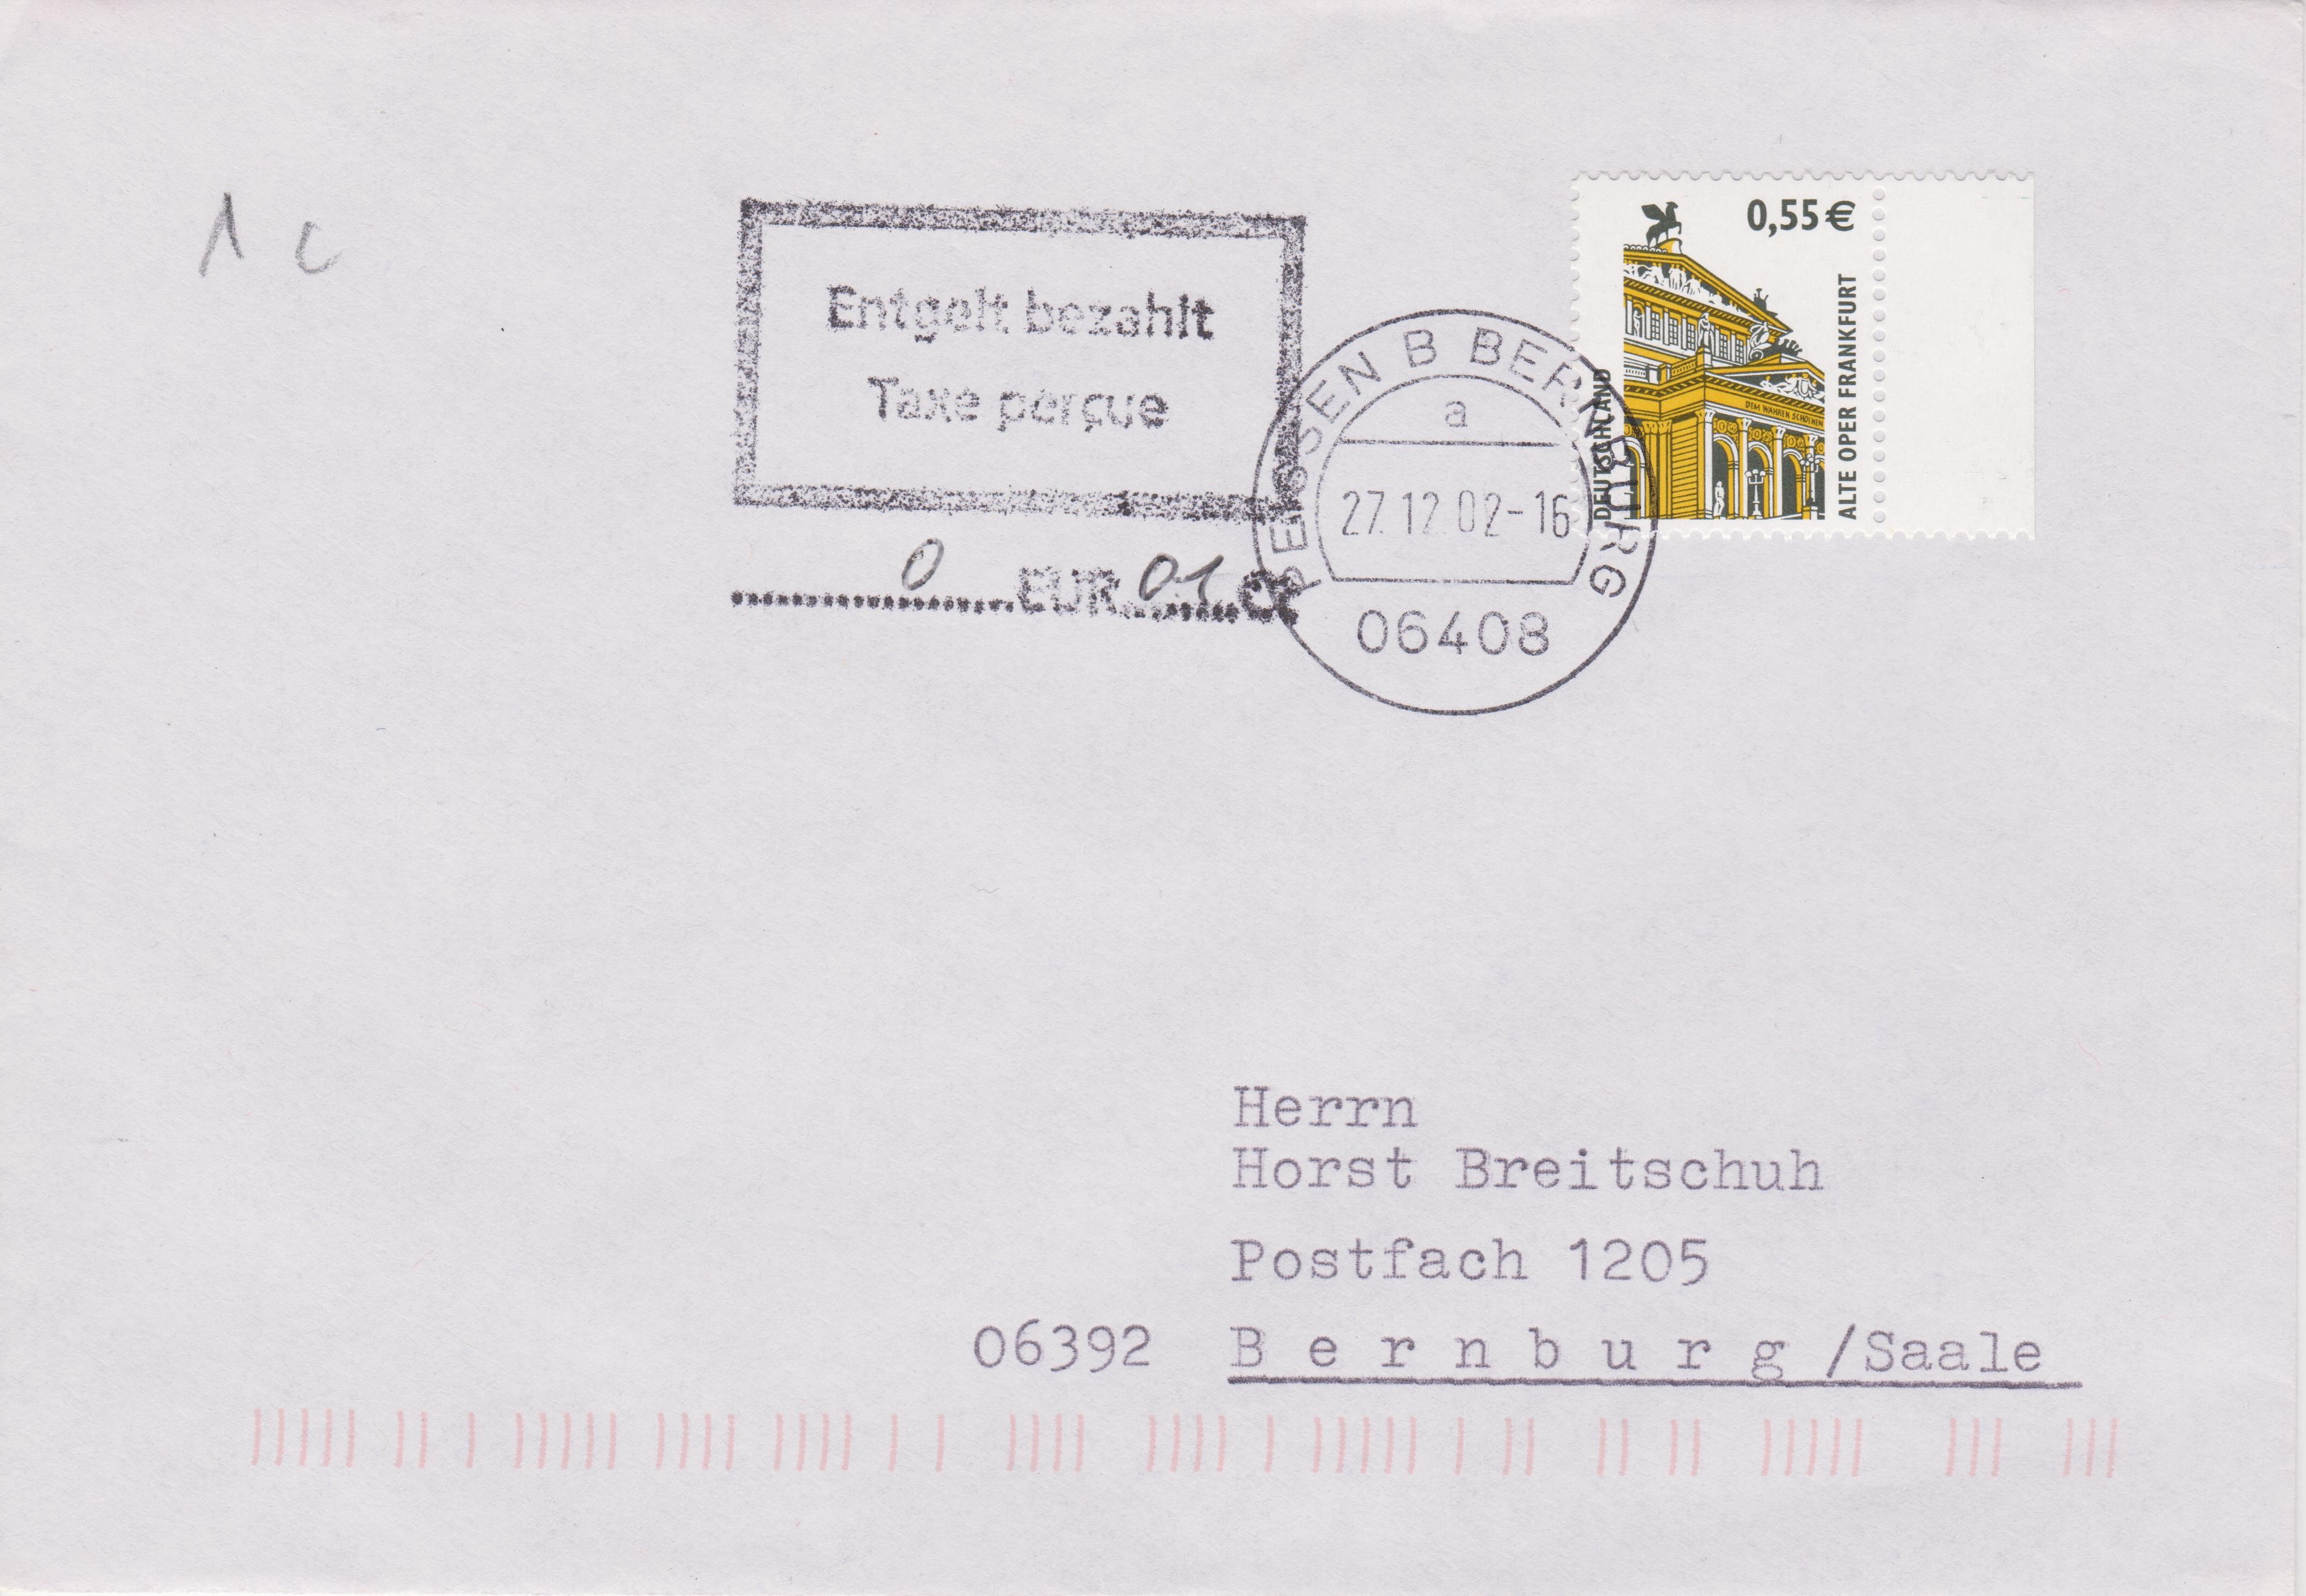 1 c
Entgelt bezahlt
Taxe perçue
0 EUR 01 Ct
PEISSEN B BERNBURG
a
27.12.02-16
06408
0,55€
DEUTSCHLAND
ALTE OPER FRANKFURT
DEM WAHREN SCHOENEN
Herrn
Horst Breitschuh
Postfach 1205
06392 B e r n b u r g /Saale